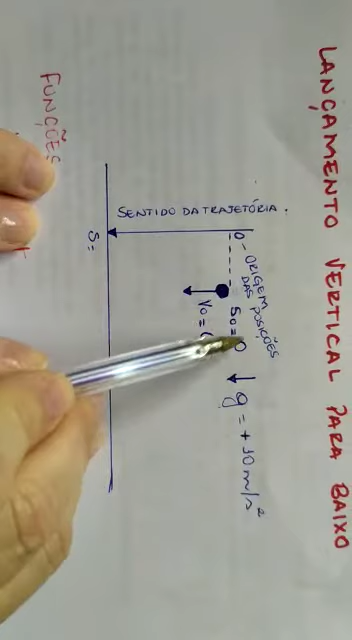 LANÇAMENTO VERTICAL PARA BAIXO
0 - ORIGEM
DAS POSIÇÕES
SENTIDO DA TRAJETÓRIA.
S0 = 0
g = +10 m/s²
V0 =
S =
FUNÇÕES